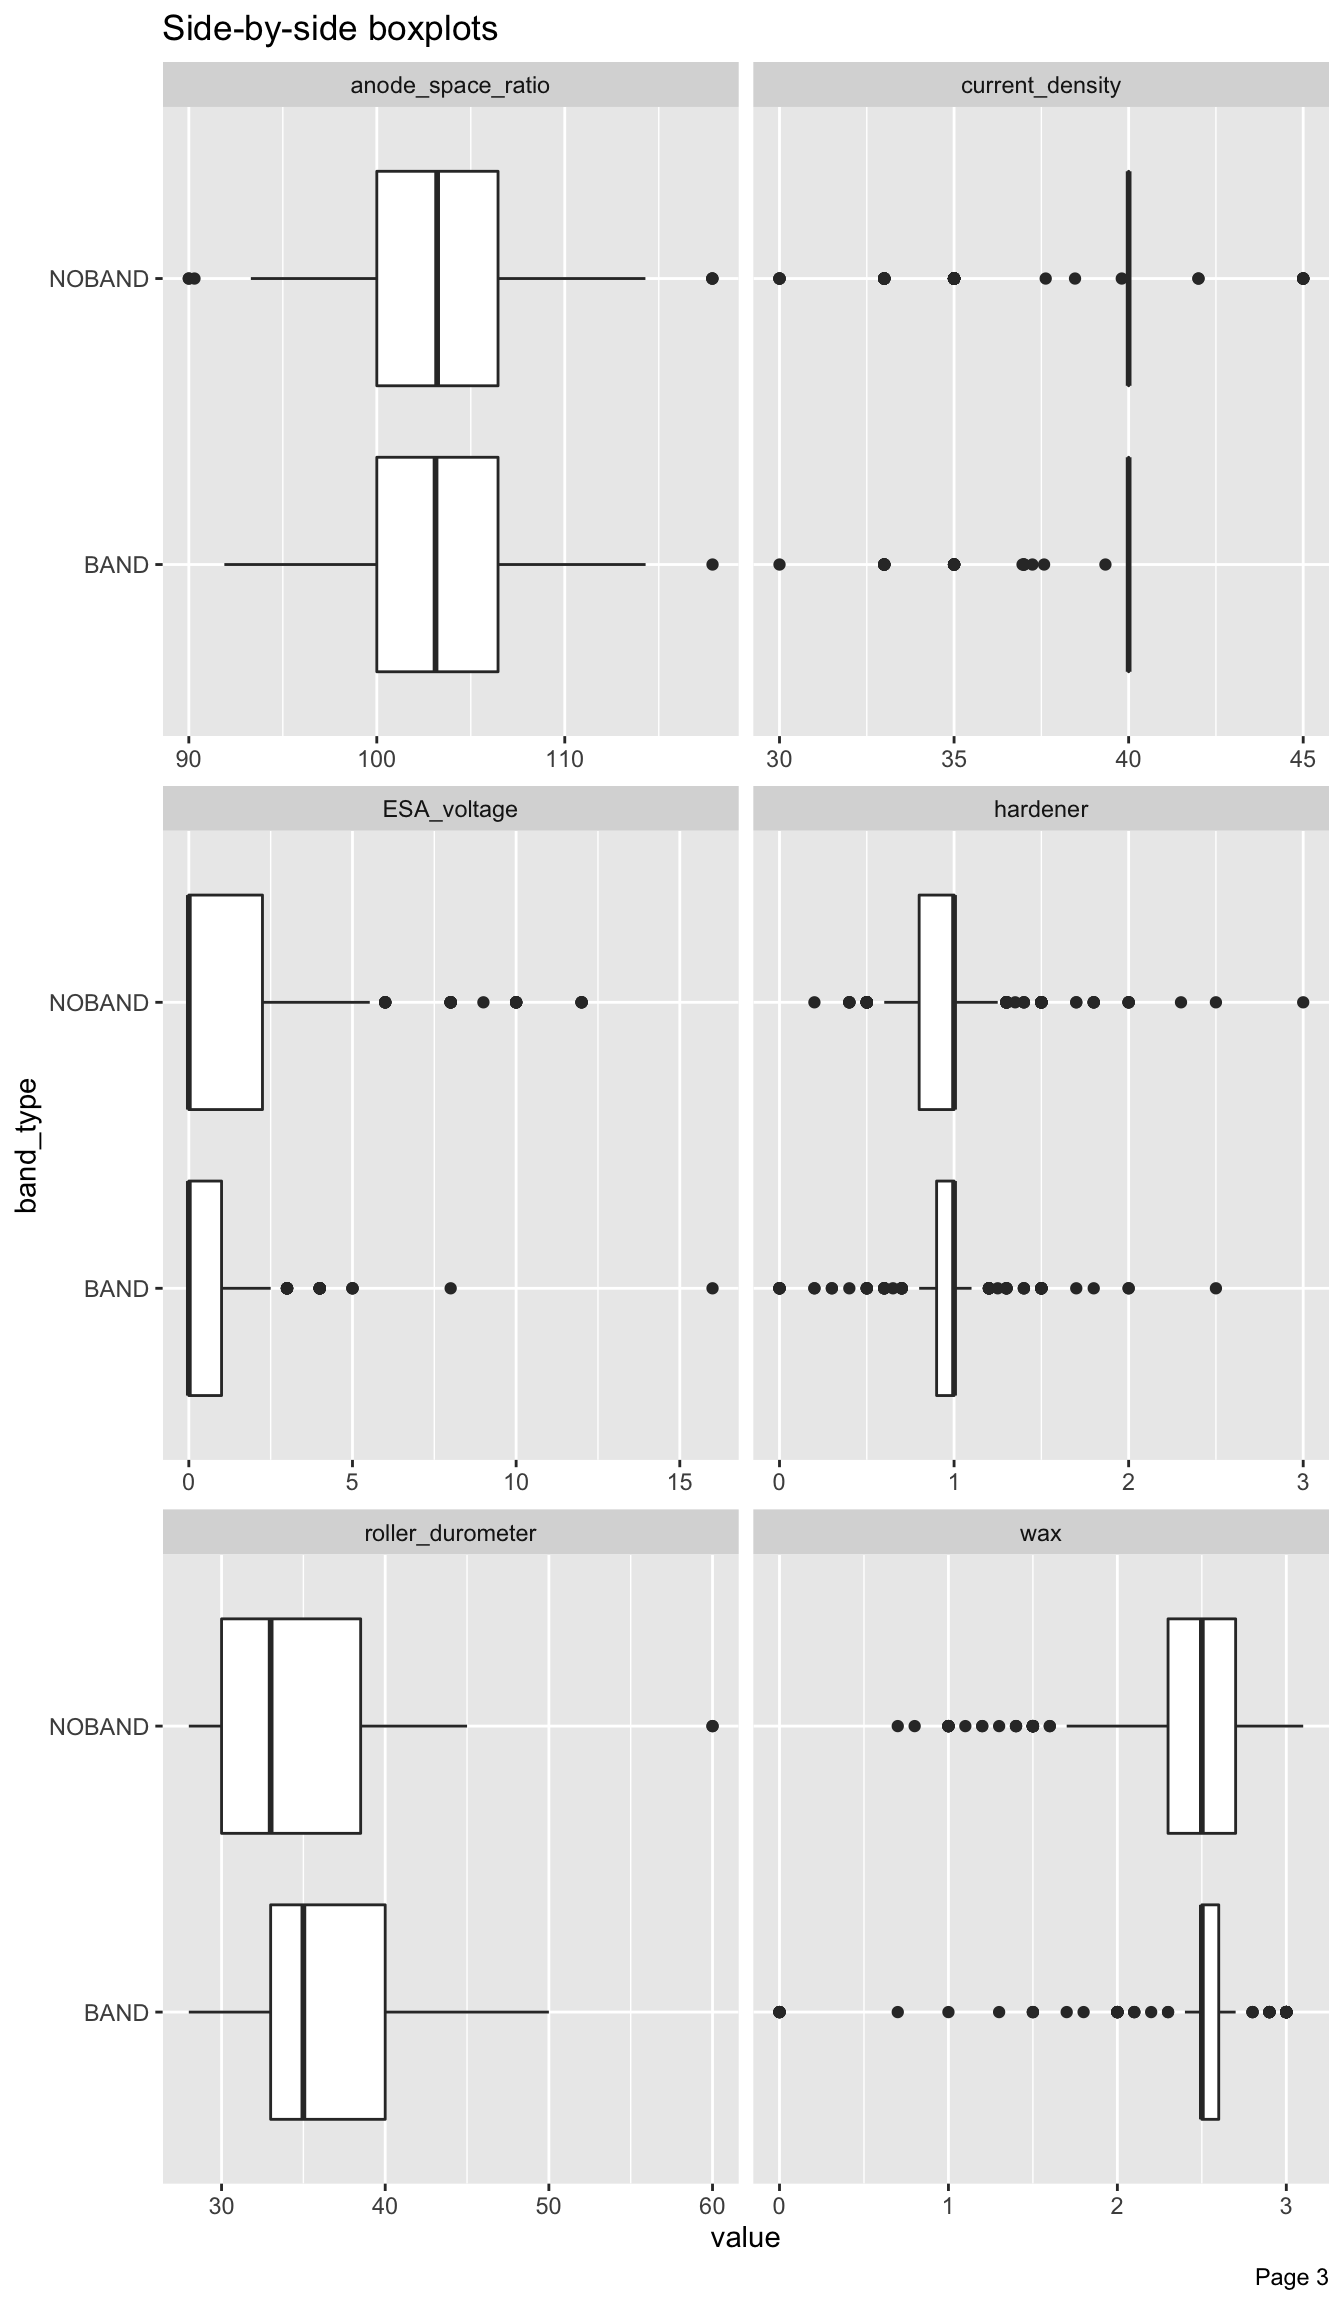 Side-by-side boxplots
anode_space_ratio current_density
NOBAND
BAND
90 100 110 30 35 40 45
ESA_voltage hardener
NOBAND
BAND
0 5 10 15 0 1 2 3
roller_durometer wax
NOBAND
BAND
30 40 50 60 0 1 2 3
band_type
value
Page 3